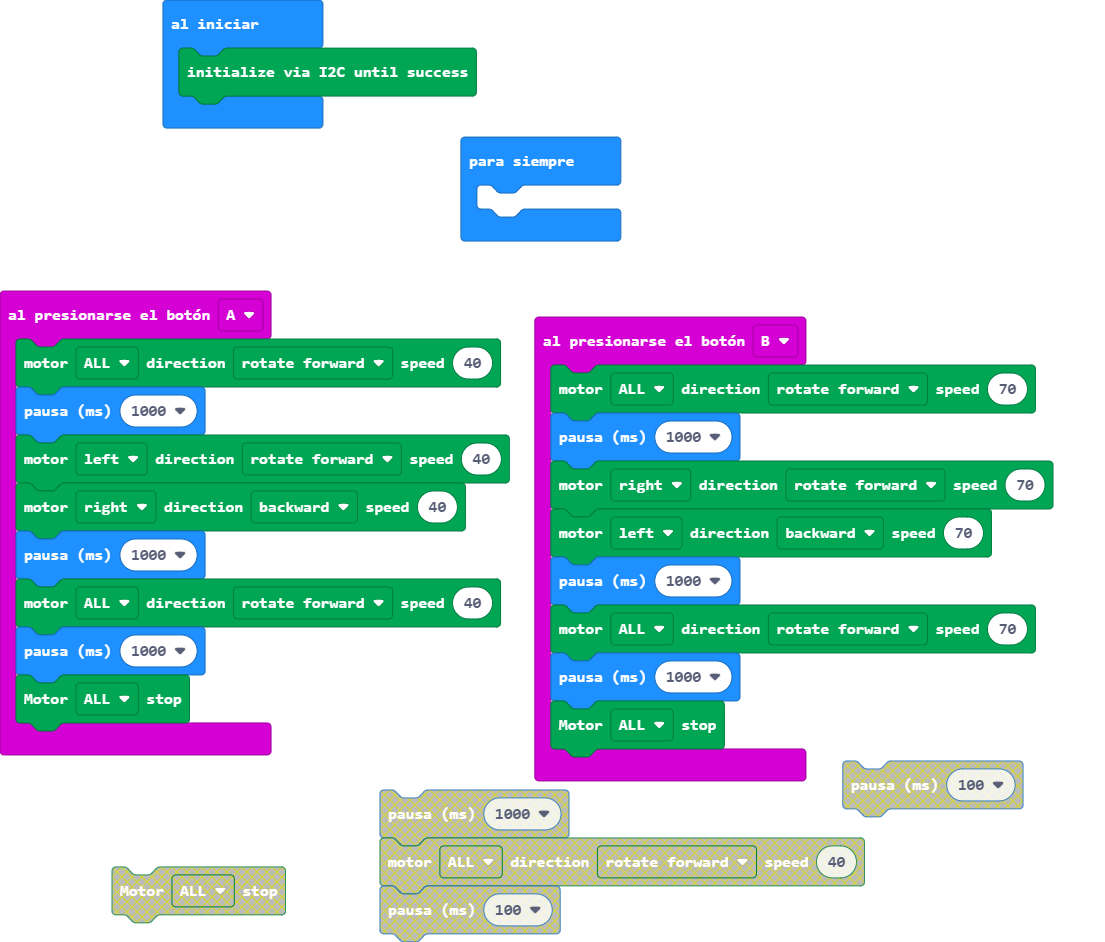 al iniciar
initialize via I2C until success
para siempre
al presionarse el botón A
motor ALL direction rotate forward speed 40
pausa (ms) 1000
motor left direction rotate forward speed 40
motor right direction backward speed 40
pausa (ms) 1000
motor ALL direction rotate forward speed 40
pausa (ms) 1000
Motor ALL stop
al presionarse el botón B
motor ALL direction rotate forward speed 70
pausa (ms) 1000
motor right direction rotate forward speed 70
motor left direction backward speed 70
pausa (ms) 1000
motor ALL direction rotate forward speed 70
pausa (ms) 1000
Motor ALL stop
pausa (ms) 100
pausa (ms) 1000
motor ALL direction rotate forward speed 40
pausa (ms) 100
Motor ALL stop